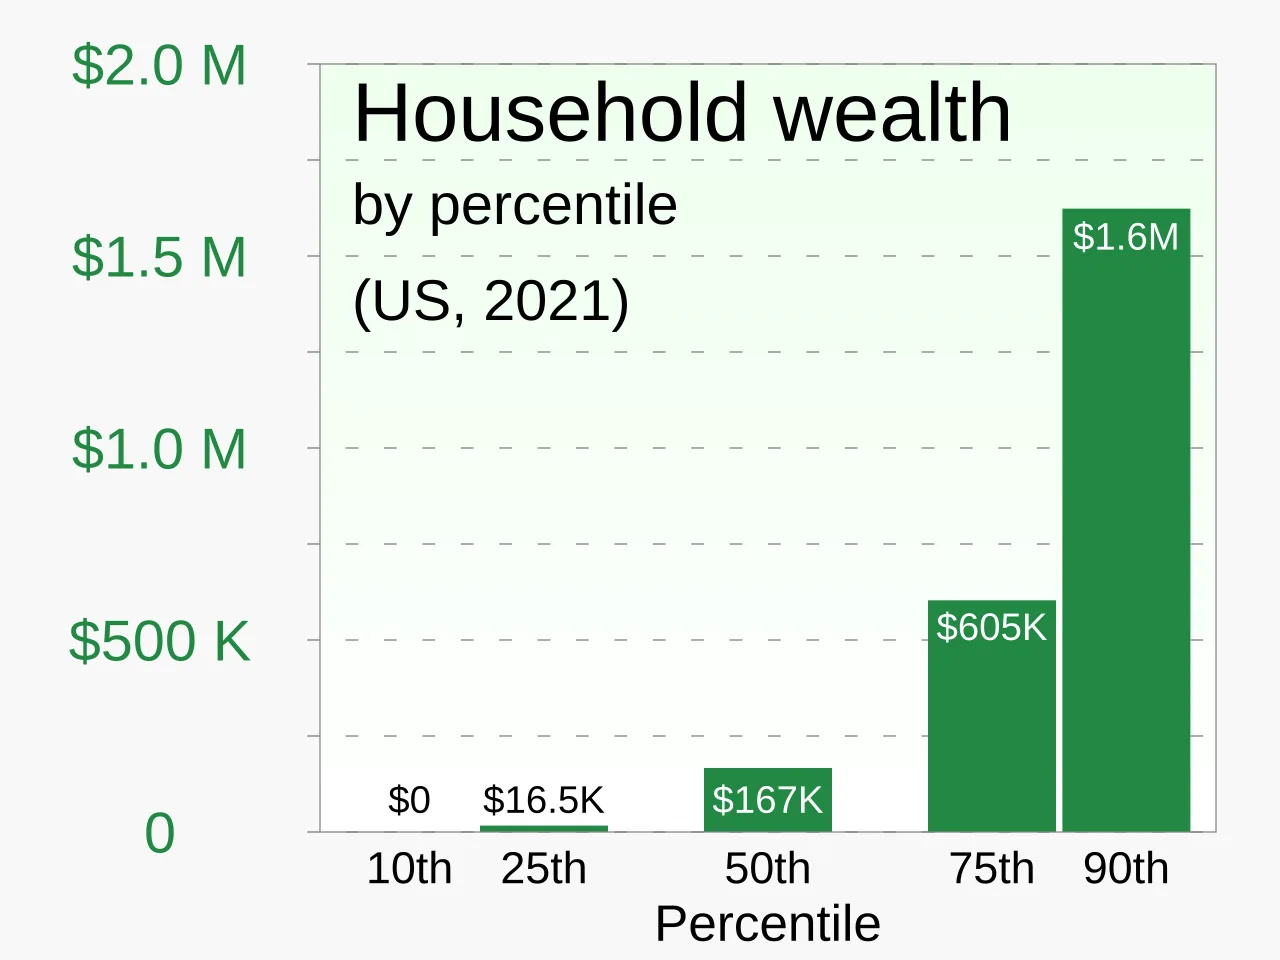 $2.0 M
Household wealth
by percentile
$1.5 M
$1.6M
(US, 2021)
$1.0 M
$500 K
$605K
$0 $16.5K $167K
0
10th 25th 50th 75th 90th
Percentile